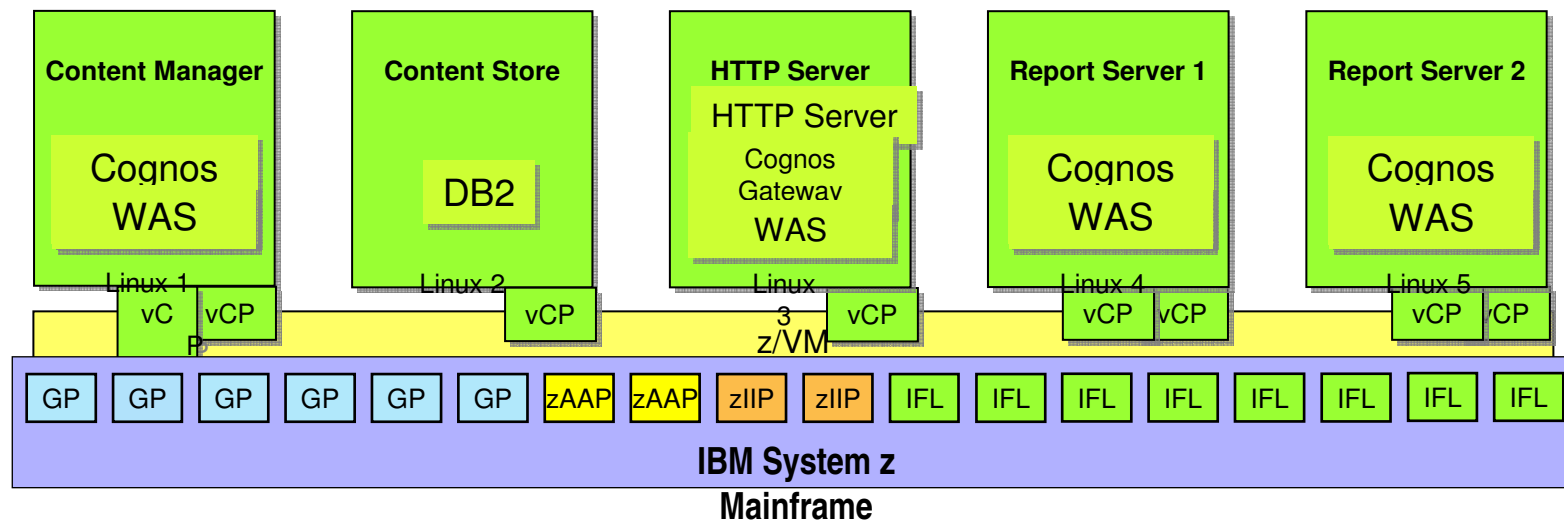 Content Manager
Cognos
WAS
Linux 1
vC
P
vCP
Content Store
DB2
Linux 2
vCP
HTTP Server
HTTP Server
Cognos
Gateway
WAS
Linux
3
vCP
Report Server 1
Cognos
WAS
Linux 4
vCP
vCP
Report Server 2
Cognos
WAS
Linux 5
vCP
vCP
z/VM
GP GP GP GP GP GP zAAP zAAP zIIP zIIP IFL IFL IFL IFL IFL IFL IFL IFL
IBM System z
Mainframe